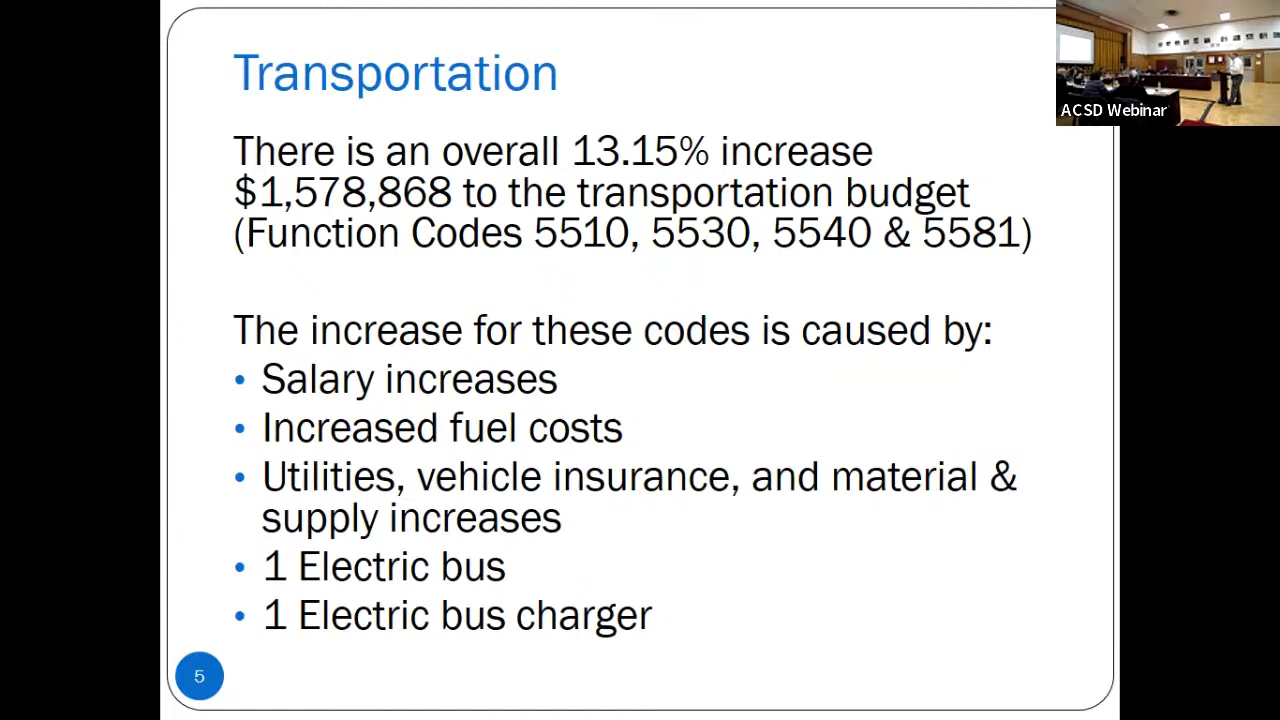 Transportation
There is an overall 13.15% increase
$1,578,868 to the transportation budget
(Function Codes 5510, 5530, 5540 & 5581)
The increase for these codes is caused by:
• Salary increases
• Increased fuel costs
• Utilities, vehicle insurance, and material &
supply increases
• 1 Electric bus
• 1 Electric bus charger
5
ACSD Webinar